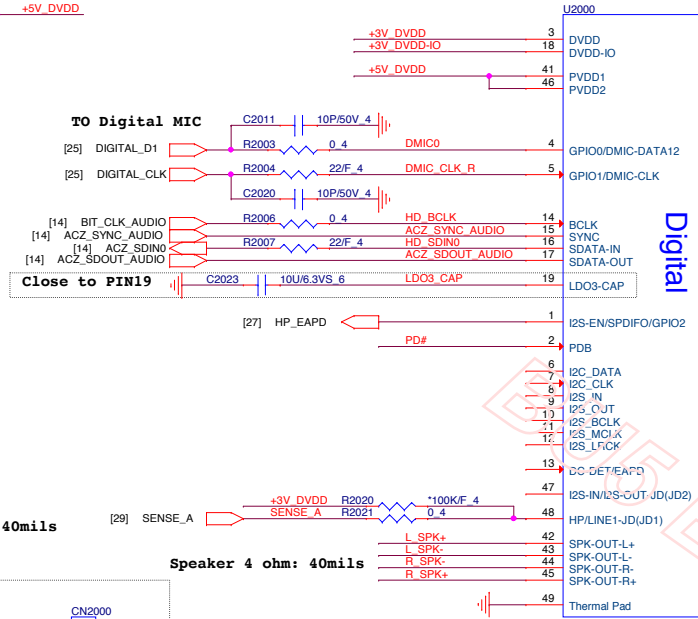 +5V_DVDD
U2000
+3V_DVDD 3 DVDD
+3V_DVDD-IO 18 DVDD-IO
+5V_DVDD 41 PVDD1
46 PVDD2
TO Digital MIC C2011 10P/50V_4
[25] DIGITAL_D1 R2003 0_4 DMIC0 4 GPIO0/DMIC-DATA12
[25] DIGITAL_CLK R2004 22/F_4 DMIC_CLK_R 5 GPIO1/DMIC-CLK
C2020 10P/50V_4
[14] BIT_CLK_AUDIO R2006 0_4 HD_BCLK 14 BCLK
[14] ACZ_SYNC_AUDIO ACZ_SYNC_AUDIO 15 SYNC
[14] ACZ_SDIN0 R2007 22/F_4 HD_SDIN0 16 SDATA-IN
[14] ACZ_SDOUT_AUDIO ACZ_SDOUT_AUDIO 17 SDATA-OUT
Digital
Close to PIN19 C2023 10U/6.3VS_6 LDO3_CAP 19 LDO3-CAP
[27] HP_EAPD 1 I2S-EN/SPDIFO/GPIO2
PD# 2 PDB
6 I2C_DATA
7 I2C_CLK
8 I2S_IN
9 I2S_OUT
10 I2S_BCLK
11 I2S_MCLK
12 I2S_LRCK
13 DC-DET/EAPD
47 I2S-IN/I2S-OUT-JD(JD2)
+3V_DVDD R2020 *100K/F_4
[29] SENSE_A SENSE_A R2021 0_4 48 HP/LINE1-JD(JD1)
40mils
L_SPK+ 42 SPK-OUT-L+
L_SPK- 43 SPK-OUT-L-
Speaker 4 ohm: 40mils R_SPK- 44 SPK-OUT-R-
R_SPK+ 45 SPK-OUT-R+
49 Thermal Pad
CN2000